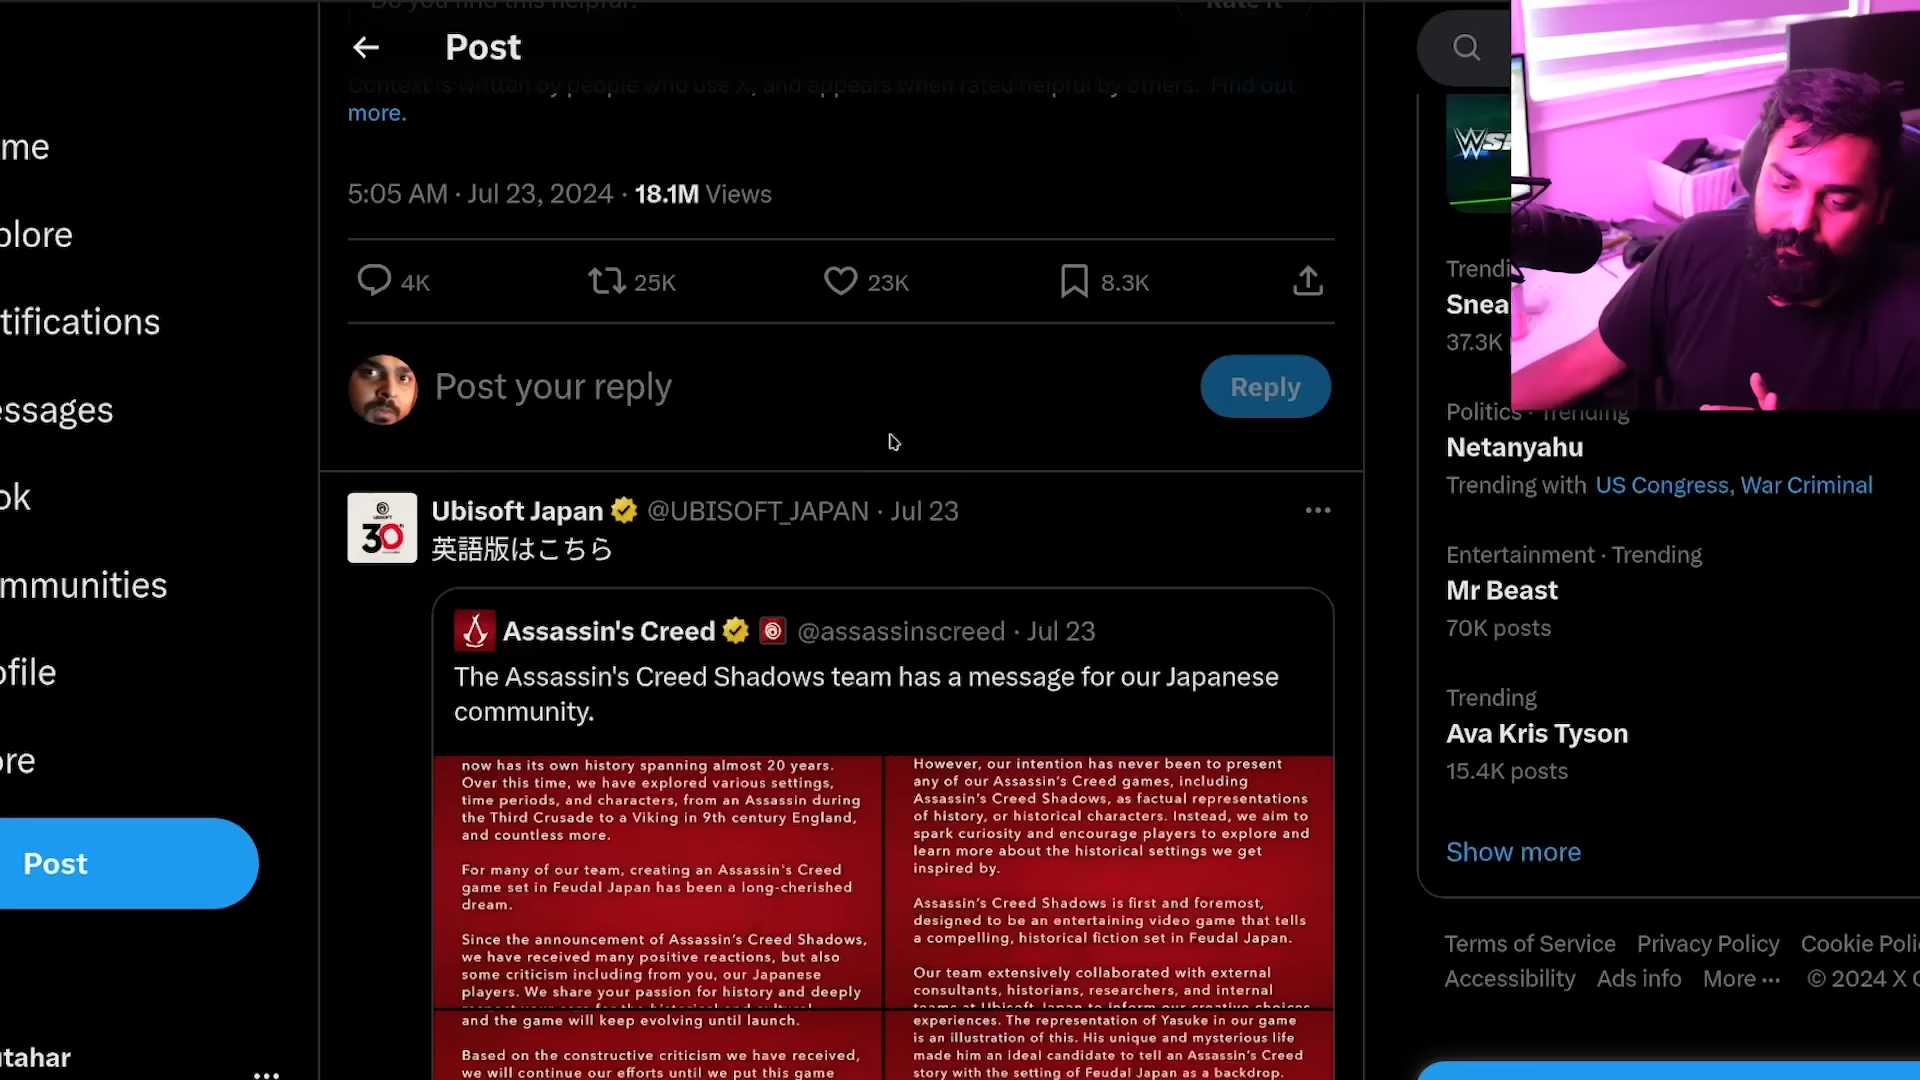 Do you find this helpful?
Rate it
Post
Context is written by people who use X, and appears when rated helpful by others. Find out
more.
5:05 AM · Jul 23, 2024 · 18.1M Views
4K
25K
23K
8.3K
Post your reply
Reply
Ubisoft Japan @UBISOFT_JAPAN · Jul 23
英語版はこちら
UBISOFT
30
Assassin's Creed @assassinscreed · Jul 23
The Assassin's Creed Shadows team has a message for our Japanese
community.
now has its own history spanning almost 20 years.
Over this time, we have explored various settings,
time periods, and characters, from an Assassin during
the Third Crusade to a Viking in 9th century England,
and countless more.
For many of our team, creating an Assassin's Creed
game set in Feudal Japan has been a long-cherished
dream.
Since the announcement of Assassin's Creed Shadows,
we have received many positive reactions, but also
some criticism including from you, our Japanese
players. We share your passion for history and deeply
However, our intention has never been to present
any of our Assassin's Creed games, including
Assassin's Creed Shadows, as factual representations
of history, or historical characters. Instead, we aim to
spark curiosity and encourage players to explore and
learn more about the historical settings we get
inspired by.
Assassin's Creed Shadows is first and foremost,
designed to be an entertaining video game that tells
a compelling, historical fiction set in Feudal Japan.
Our team extensively collaborated with external
consultants, historians, researchers, and internal
teams at Ubisoft Japan to inform our creative choices
and the game will keep evolving until launch.
Based on the constructive criticism we have received,
we will continue our efforts until we put this game
experiences. The representation of Yasuke in our game
is an illustration of this. His unique and mysterious life
made him an ideal candidate to tell an Assassin's Creed
story with the setting of Feudal Japan as a backdrop.
me
plore
tifications
essages
ok
mmunities
ofile
ore
Post
utahar
W
Trendi
Snea
37.3K
Politics · Trending
Netanyahu
Trending with US Congress, War Criminal
Entertainment · Trending
Mr Beast
70K posts
Trending
Ava Kris Tyson
15.4K posts
Show more
Terms of Service Privacy Policy Cookie Poli
Accessibility Ads info More ··· © 2024 X C